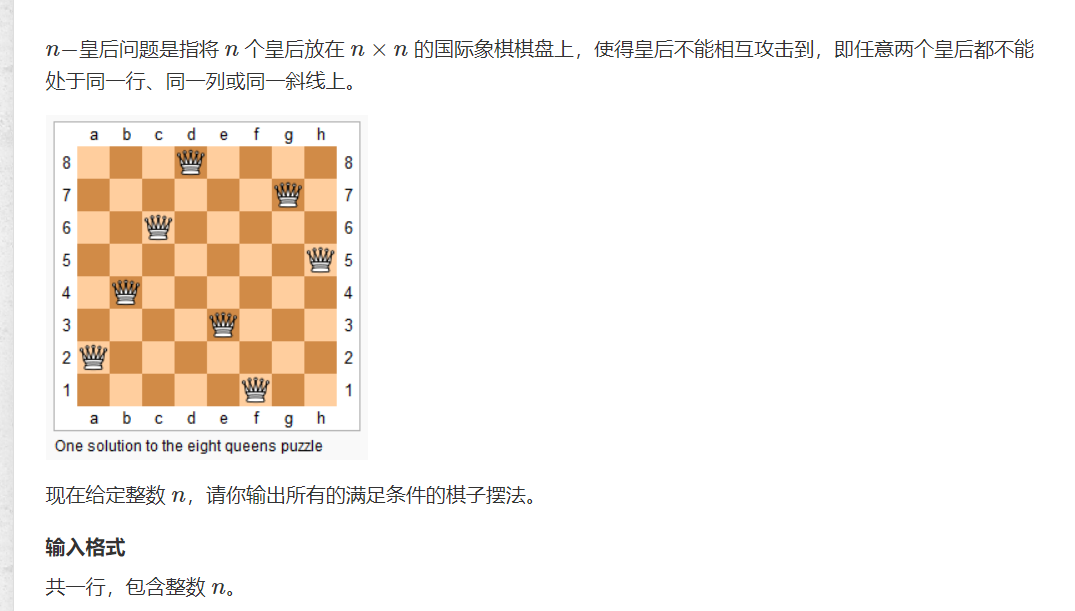 n−皇后问题是指将 n 个皇后放在 n × n 的国际象棋棋盘上，使得皇后不能相互攻击到，即任意两个皇后都不能
处于同一行、同一列或同一斜线上。
a b c d e f g h
8 8
7 7
6 6
5 5
4 4
3 3
2 2
1 1
a b c d e f g h
One solution to the eight queens puzzle
现在给定整数 n，请你输出所有的满足条件的棋子摆法。
输入格式
共一行，包含整数 n。